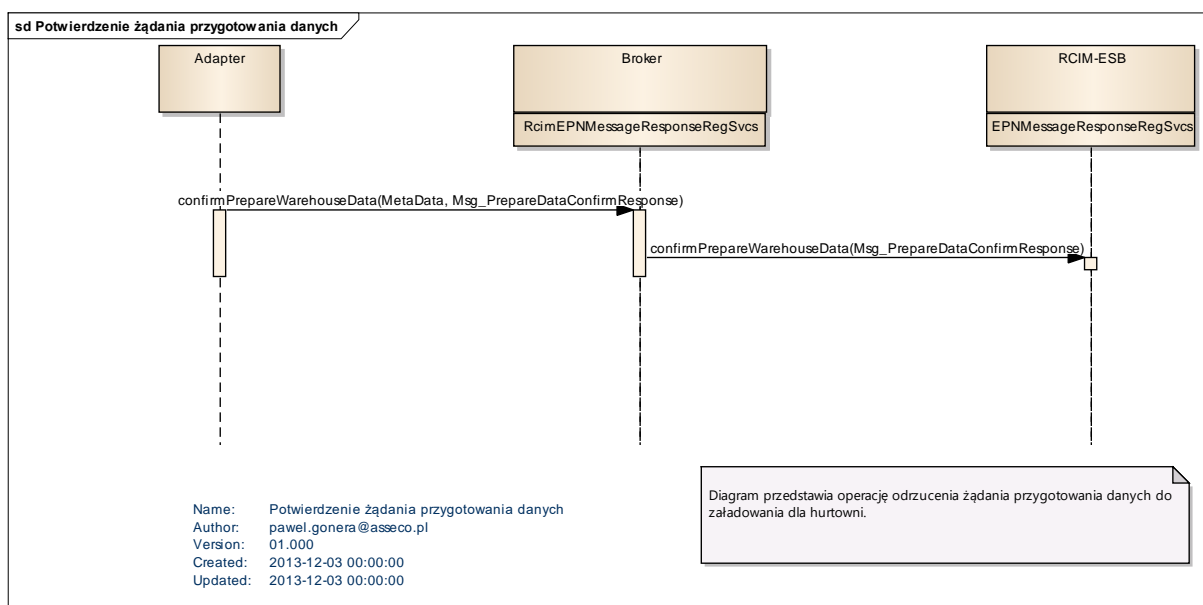 sd Potwierdzenie żądania przygotowania danych
Adapter
Broker
RCIM-ESB
RcimEPNMessageResponseRegSvcs
EPNMessageResponseRegSvcs
confirmPrepareWarehouseData(MetaData, Msg_PrepareDataConfirmResponse)
confirmPrepareWarehouseData(Msg_PrepareDataConfirmResponse)
Diagram przedstawia operację odrzucenia żądania przygotowania danych do
załadowania dla hurtowni.
Name: Potwierdzenie żądania przygotowania danych
Author: pawel.gonera@asseco.pl
Version: 01.000
Created: 2013-12-03 00:00:00
Updated: 2013-12-03 00:00:00